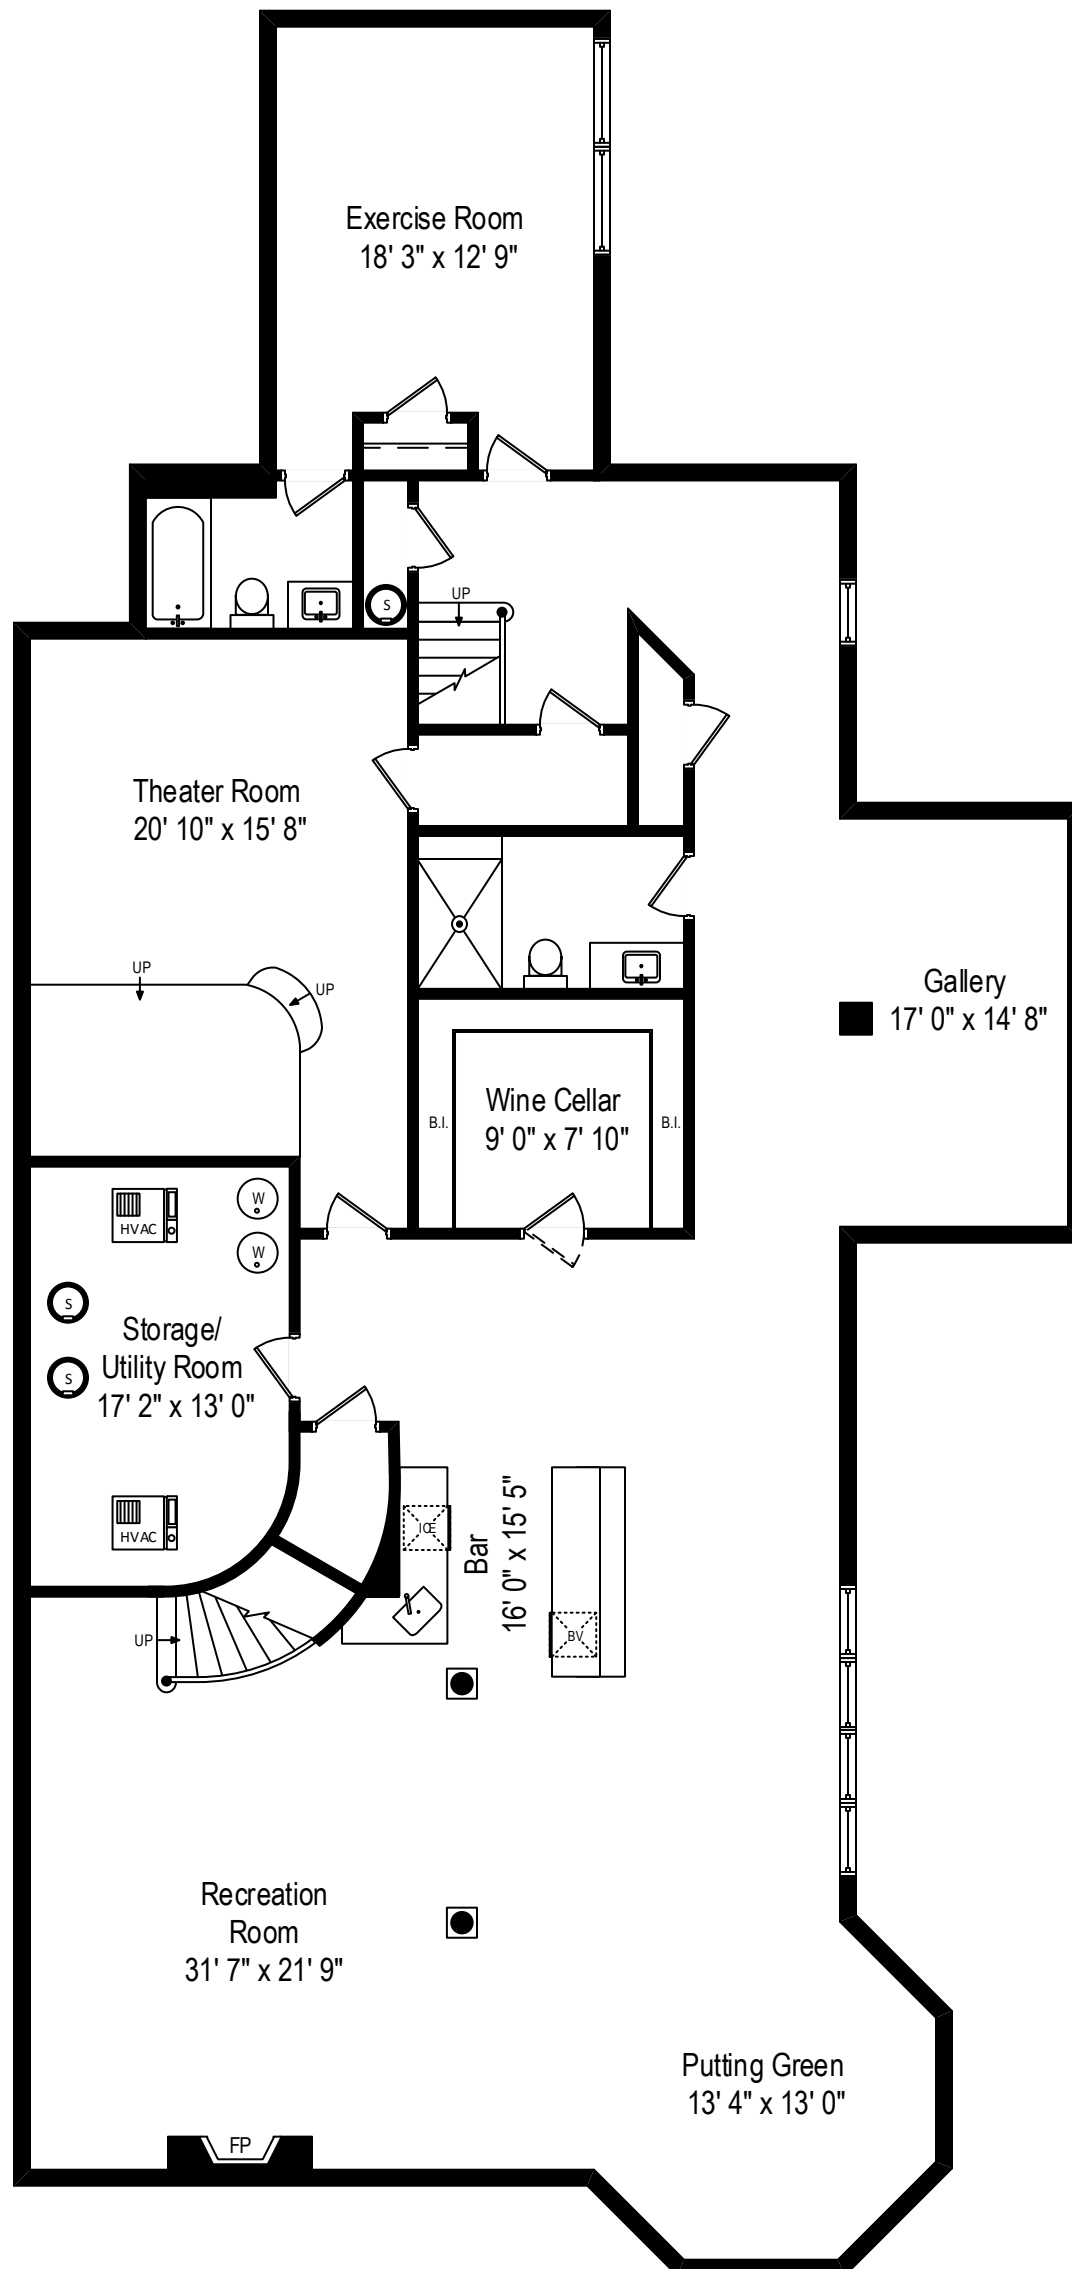 Exercise Room
18' 3" x 12' 9"
S
UP
Theater Room
20' 10" x 15' 8"
UP
UP
Gallery
17' 0" x 14' 8"
Wine Cellar
9' 0" x 7' 10"
B.I.
B.I.
HVAC
W
W
S
S
Storage/
Utility Room
17' 2" x 13' 0"
HVAC
ICE
Bar
16' 0" x 15' 5"
BV
UP
Recreation
Room
31' 7" x 21' 9"
Putting Green
13' 4" x 13' 0"
FP